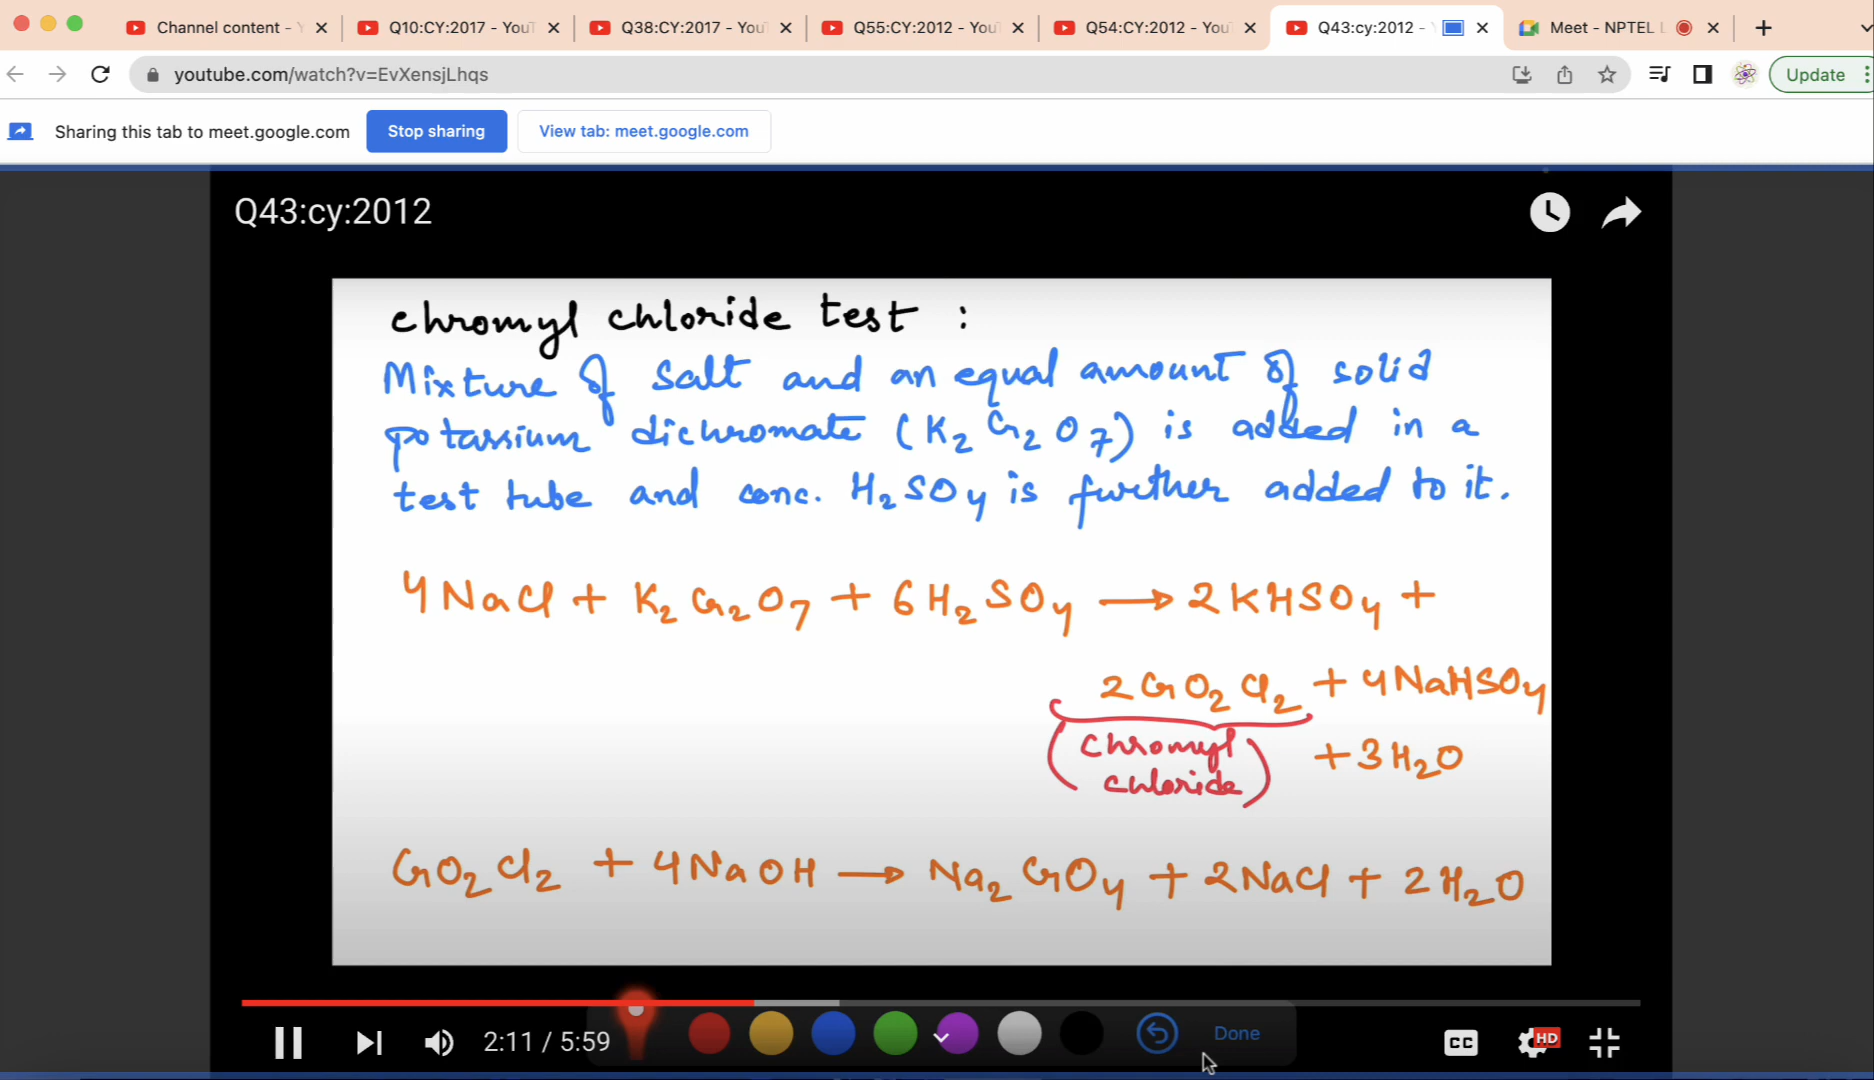 Channel content -
Q10:CY:2017 - YouT
Q38:CY:2017 - YouT
Q55:CY:2012 - YouT
Q54:CY:2012 - YouT
Q43:cy:2012 -
Meet - NPTEL
youtube.com/watch?v=EvXensjLhqs
Update
Sharing this tab to meet.google.com
Stop sharing
View tab: meet.google.com
Q43:cy:2012
chromyl chloride test :
Mixture of salt and an equal amount of solid
potassium dichromate (K2Cr2O7) is added in a
test tube and conc. H2SO4 is further added to it.
4NaCl + K2Cr2O7 + 6H2SO4 → 2KHSO4 +
2CrO2Cl2 + 4NaHSO4
(chromyl chloride)
+ 3H2O
CrO2Cl2 + 4NaOH → Na2CrO4 + 2NaCl + 2H2O
2:11 / 5:59
Done
CC
HD